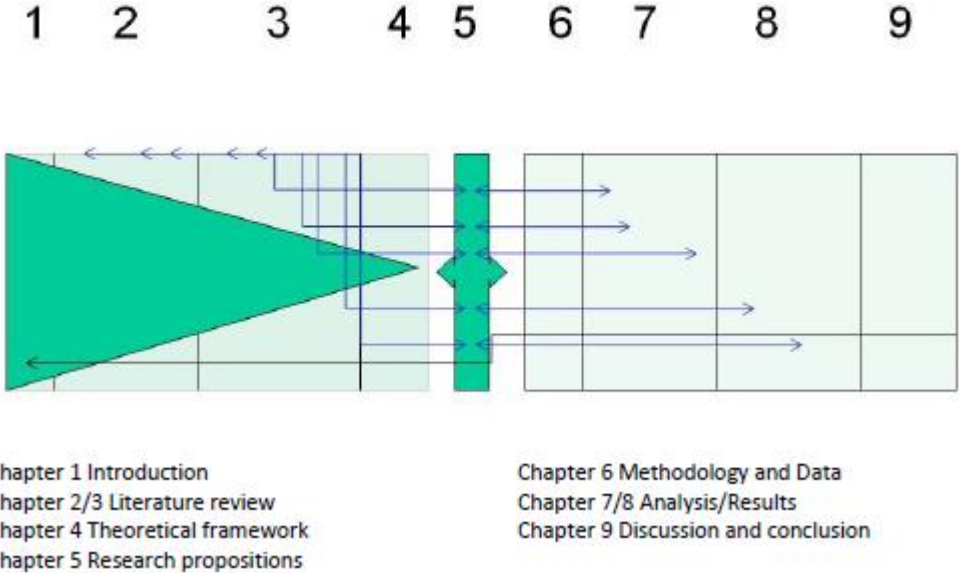 1 2 3 4 5 6 7 8 9
hapter 1 Introduction
hapter 2/3 Literature review
hapter 4 Theoretical framework
hapter 5 Research propositions
Chapter 6 Methodology and Data
Chapter 7/8 Analysis/Results
Chapter 9 Discussion and conclusion